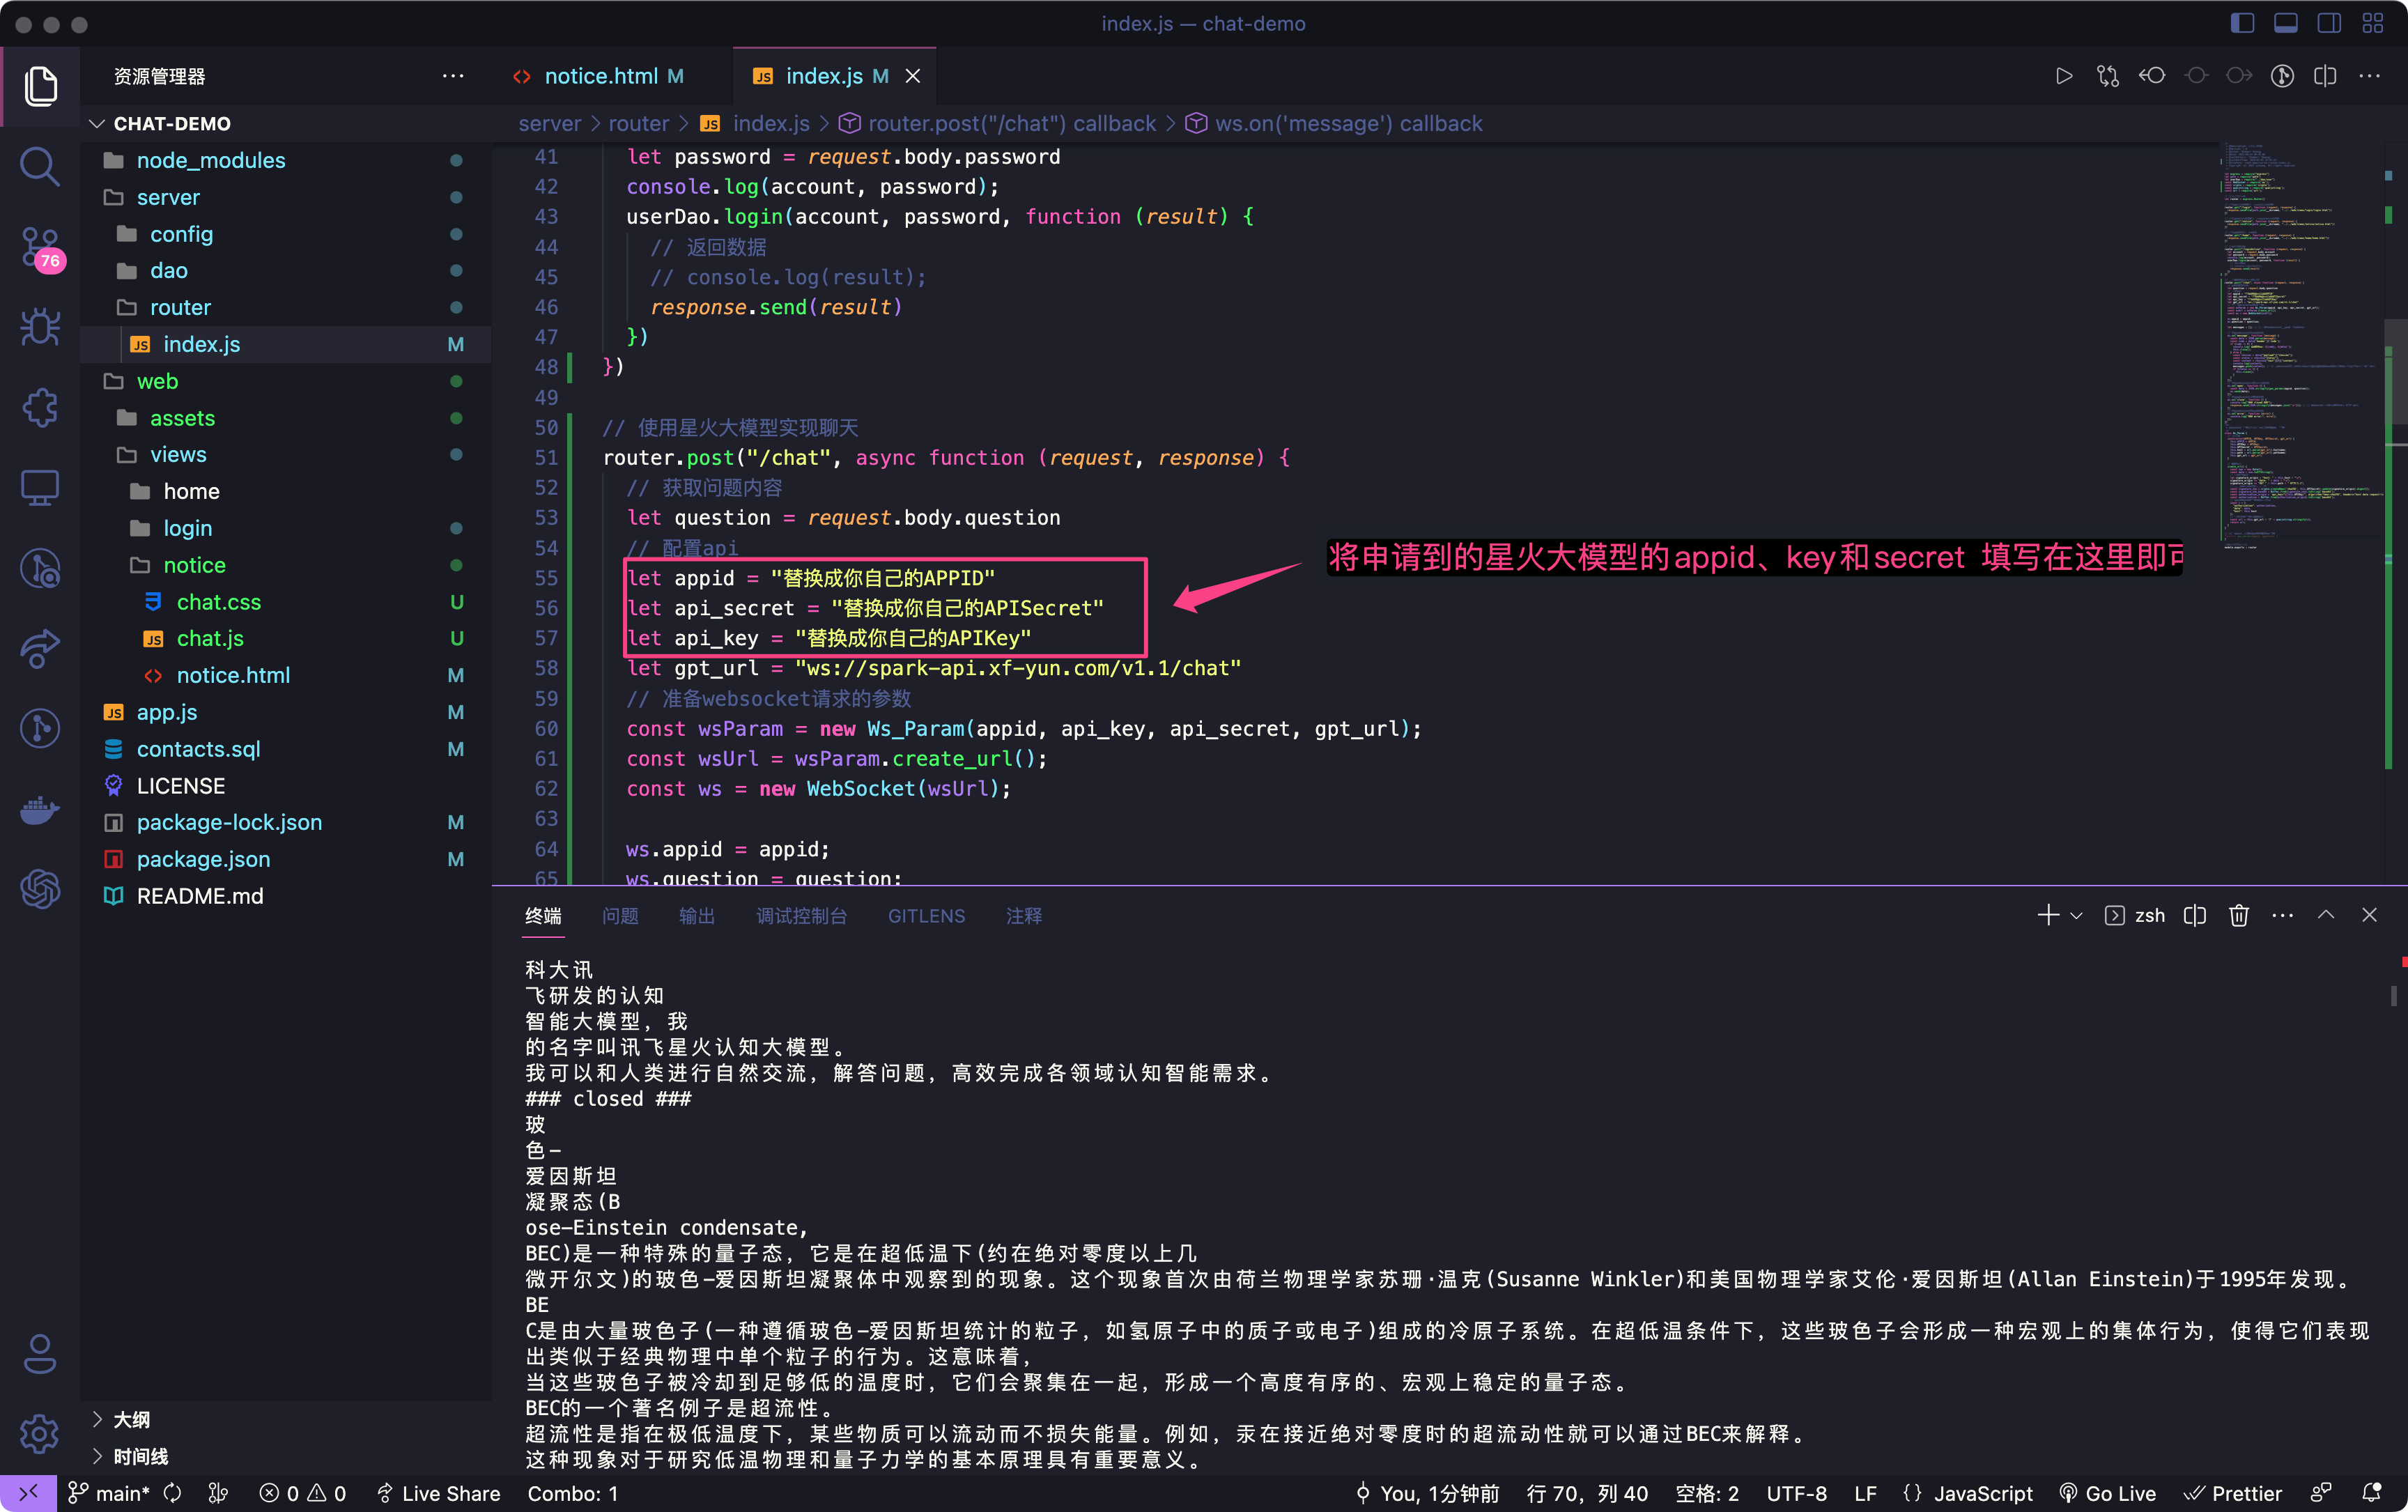 index.js — chat-demo
资源管理器
notice.html M
index.js M
CHAT-DEMO
server > router > index.js > router.post("/chat") callback > ws.on('message') callback
node_modules
server
config
dao
router
index.js M
web
assets
views
home
login
notice
chat.css U
chat.js U
notice.html M
app.js M
contacts.sql M
LICENSE
package-lock.json M
package.json M
README.md
大纲
时间线
76
41 let password = request.body.password
42 console.log(account, password);
43 userDao.login(account, password, function (result) {
44 // 返回数据
45 // console.log(result);
46 response.send(result)
47 })
48 })
49
50 // 使用星火大模型实现聊天
51 router.post("/chat", async function (request, response) {
52 // 获取问题内容
53 let question = request.body.question
54 // 配置api
55 let appid = "替换成你自己的APPID"
56 let api_secret = "替换成你自己的APISecret"
57 let api_key = "替换成你自己的APIKey"
58 let gpt_url = "ws://spark-api.xf-yun.com/v1.1/chat"
59 // 准备websocket请求的参数
60 const wsParam = new Ws_Param(appid, api_key, api_secret, gpt_url);
61 const wsUrl = wsParam.create_url();
62 const ws = new WebSocket(wsUrl);
63
64 ws.appid = appid;
65 ws.question = question;
将申请到的星火大模型的appid、key和secret 填写在这里即可
终端 问题 输出 调试控制台 GITLENS 注释
zsh
科大讯
飞研发的认知
智能大模型，我
的名字叫讯飞星火认知大模型。
我可以和人类进行自然交流，解答问题，高效完成各领域认知智能需求。
### closed ###
玻
色-
爱因斯坦
凝聚态(B
ose-Einstein condensate,
BEC)是一种特殊的量子态，它是在超低温下(约在绝对零度以上几
微开尔文)的玻色-爱因斯坦凝聚体中观察到的现象。这个现象首次由荷兰物理学家苏珊·温克(Susanne Winkler)和美国物理学家艾伦·爱因斯坦(Allan Einstein)于1995年发现。
BE
C是由大量玻色子(一种遵循玻色-爱因斯坦统计的粒子，如氢原子中的质子或电子)组成的冷原子系统。在超低温条件下，这些玻色子会形成一种宏观上的集体行为，使得它们表现
出类似于经典物理中单个粒子的行为。这意味着，
当这些玻色子被冷却到足够低的温度时，它们会聚集在一起，形成一个高度有序的、宏观上稳定的量子态。
BEC的一个著名例子是超流性。
超流性是指在极低温度下，某些物质可以流动而不损失能量。例如，汞在接近绝对零度时的超流动性就可以通过BEC来解释。
这种现象对于研究低温物理和量子力学的基本原理具有重要意义。
main* 0 0 Live Share Combo: 1
You, 1分钟前 行 70，列 40 空格: 2 UTF-8 LF {} JavaScript Go Live Prettier